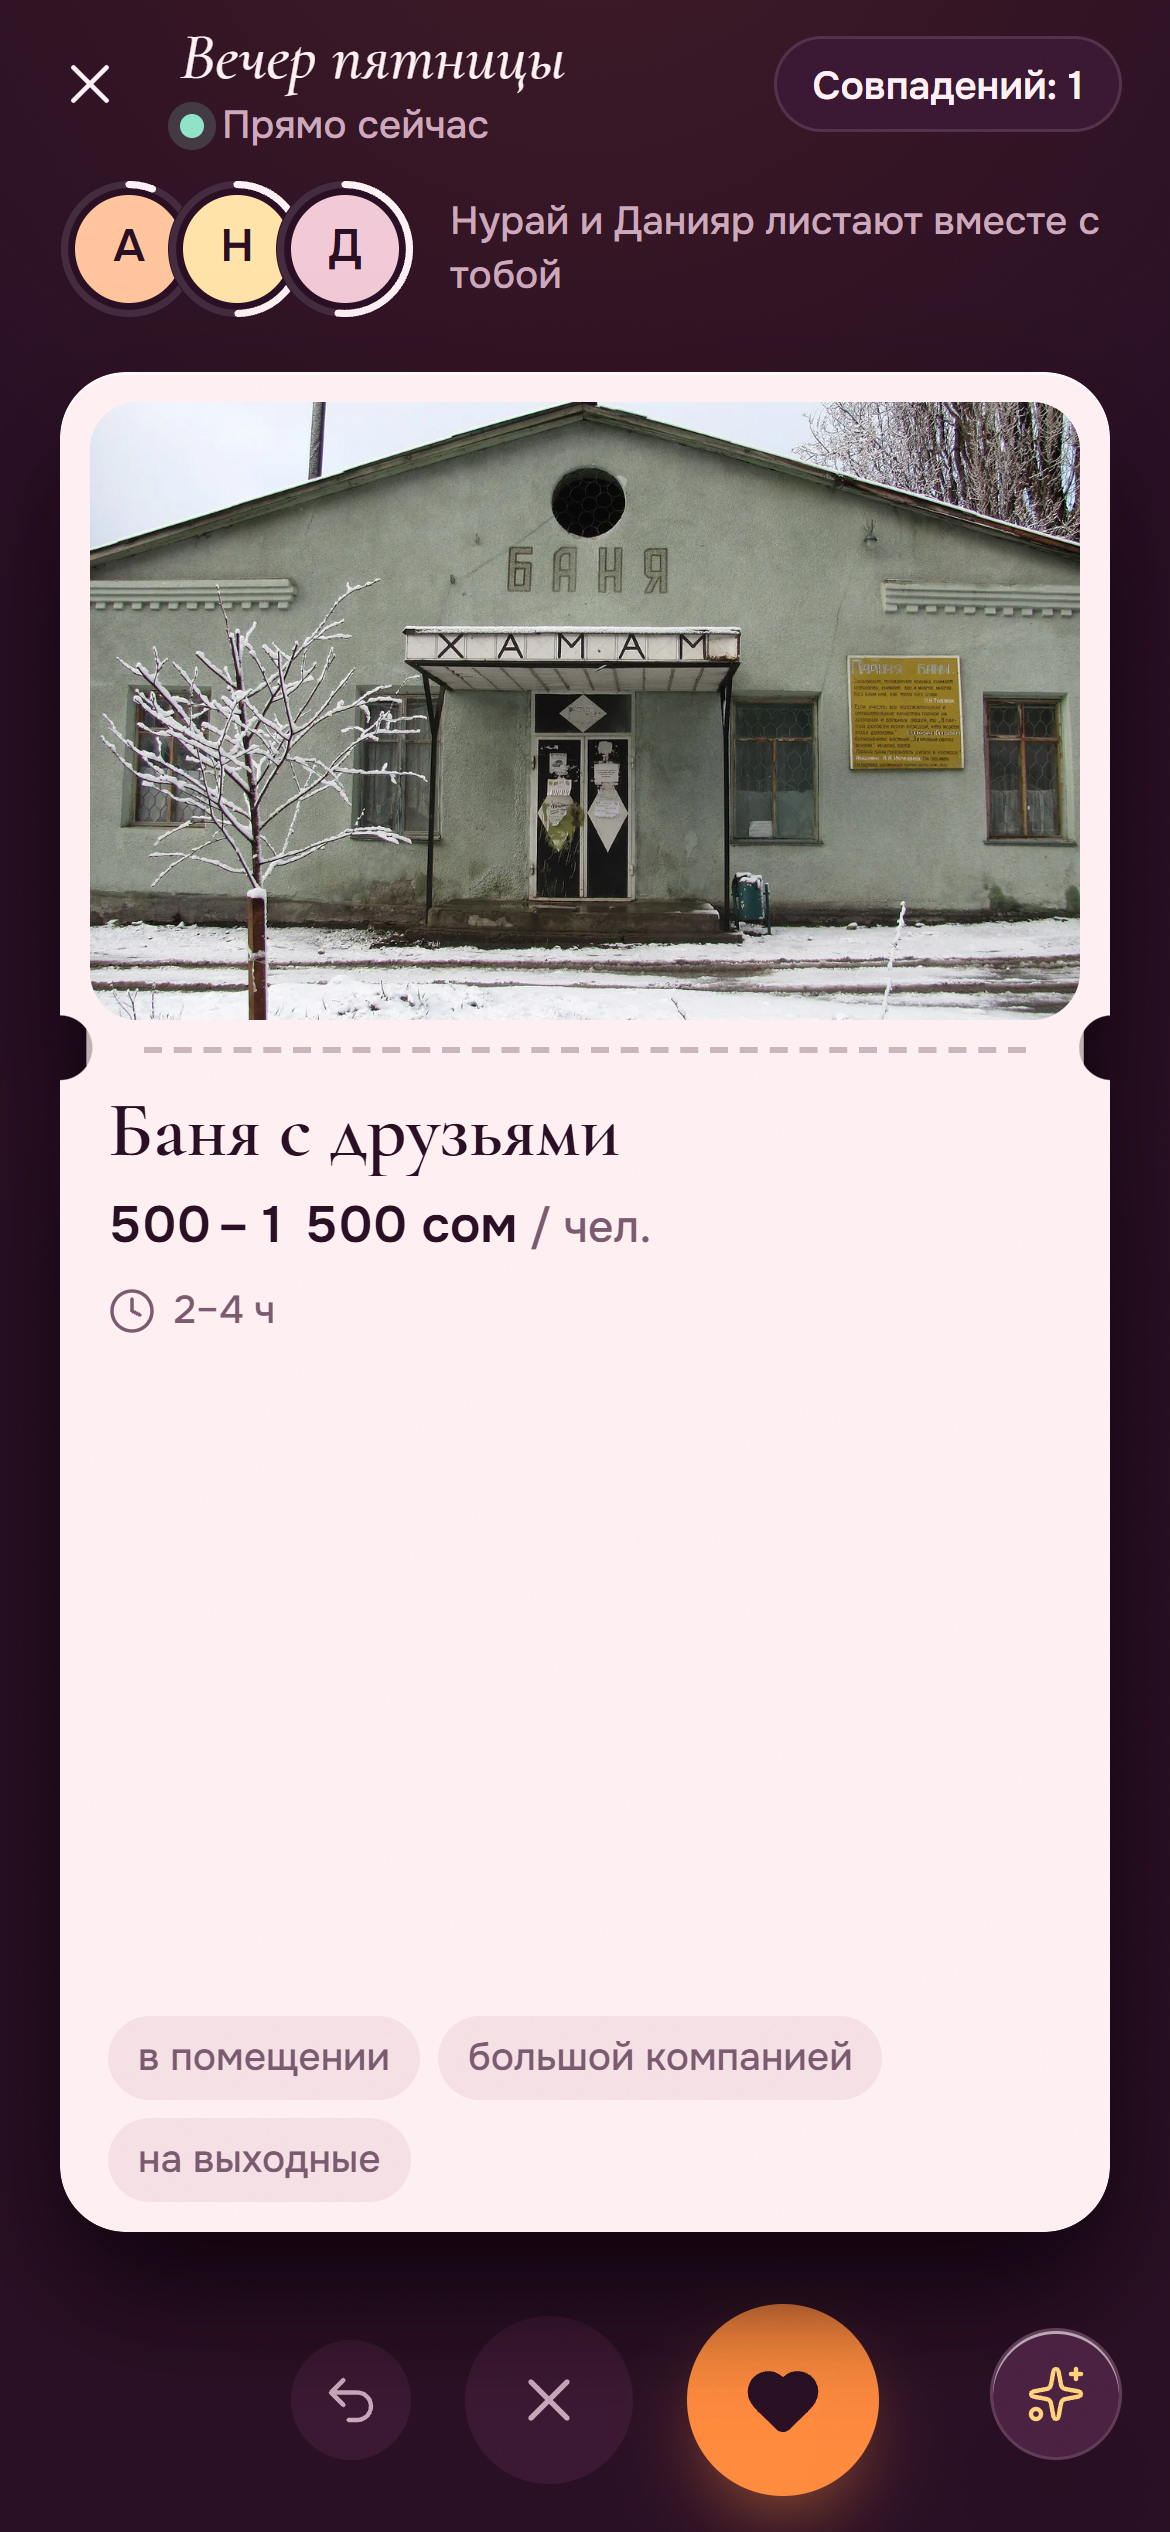 Вечер пятницы
Прямо сейчас
Совпадений: 1
А Н Д
Нурай и Данияр листают вместе с
тобой
БАНЯ
ХАМАМ
Баня с друзьями
500 – 1 500 сом / чел.
2–4 ч
в помещении
большой компанией
на выходные